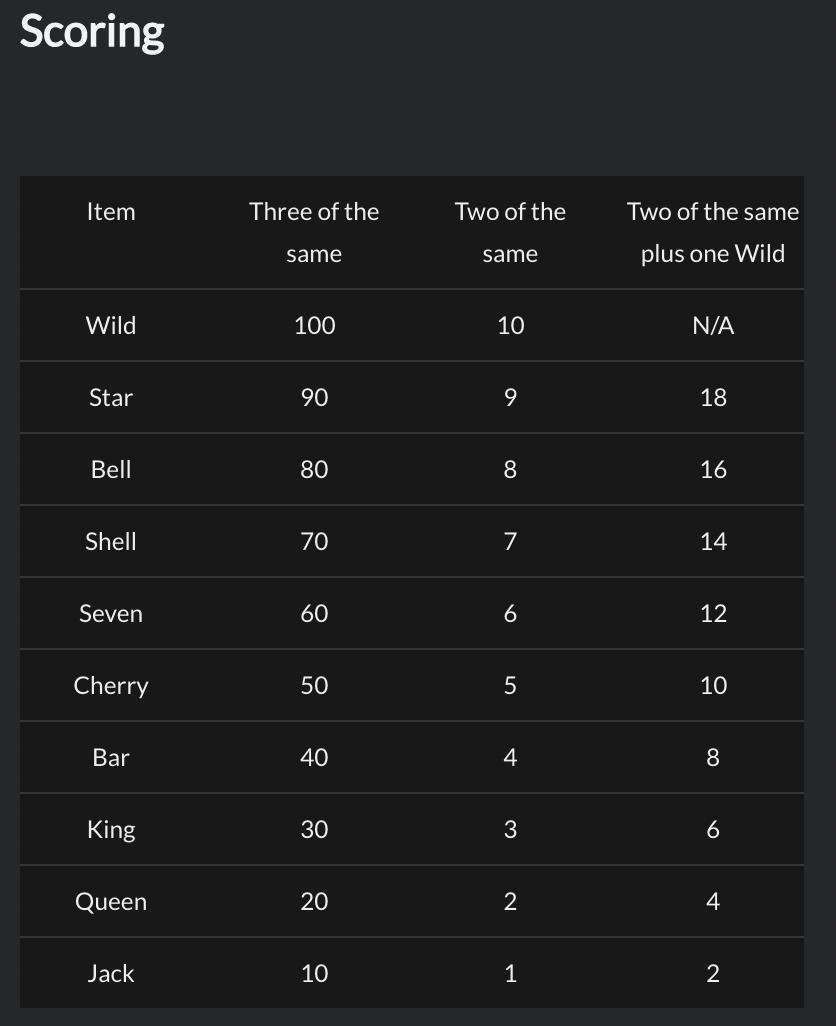 Scoring
Item Three of the same Two of the same Two of the same plus one Wild
Wild 100 10 N/A
Star 90 9 18
Bell 80 8 16
Shell 70 7 14
Seven 60 6 12
Cherry 50 5 10
Bar 40 4 8
King 30 3 6
Queen 20 2 4
Jack 10 1 2